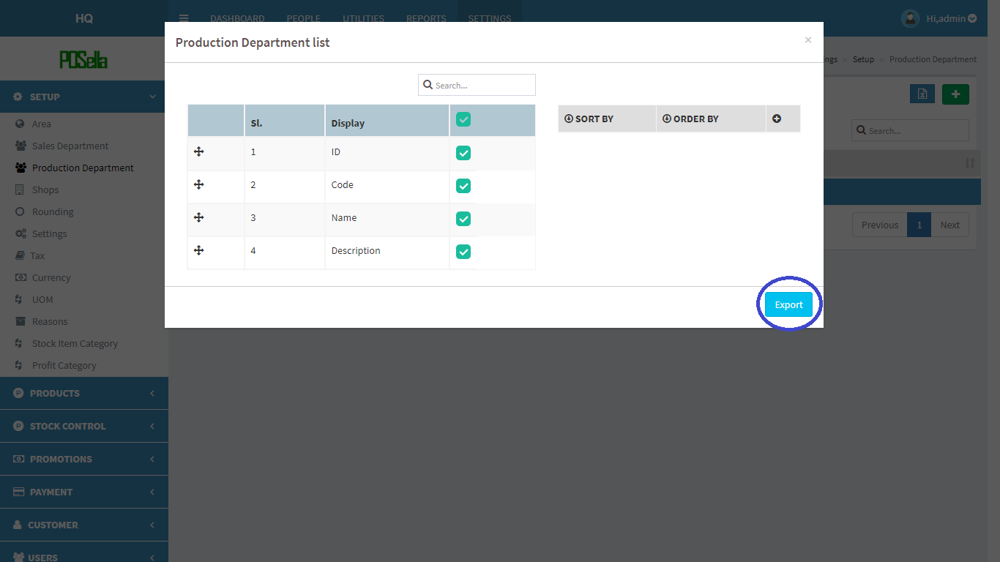 HQ
DASHBOARD PEOPLE UTILITIES REPORTS SETTINGS
Hi,admin
POSella
Production Department list
×
ngs > Setup > Production Department
SETUP
Area
Sales Department
Production Department
Shops
Rounding
Settings
Tax
Currency
UOM
Reasons
Stock Item Category
Profit Category
PRODUCTS
STOCK CONTROL
PROMOTIONS
PAYMENT
CUSTOMER
USERS
Search...
Sl. Display
1 ID
2 Code
3 Name
4 Description
SORT BY ORDER BY
Export
Search...
Previous 1 Next